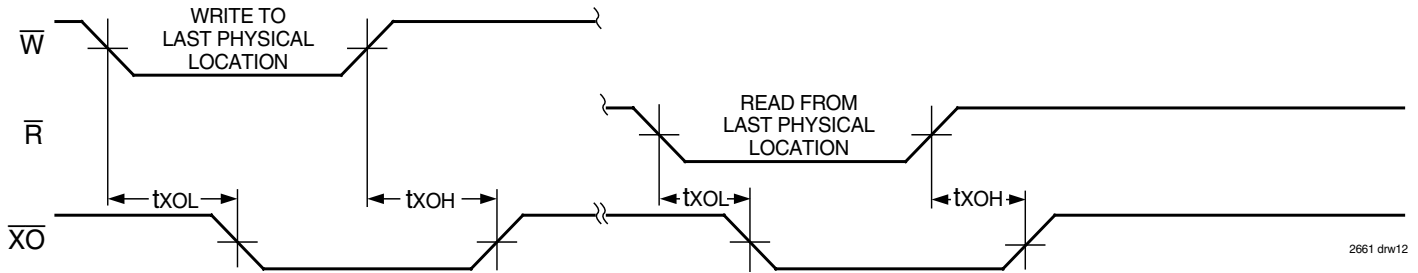 W
WRITE TO
LAST PHYSICAL
LOCATION
R
READ FROM
LAST PHYSICAL
LOCATION
tXOL
tXOH
tXOL
tXOH
XO
2661 drw12